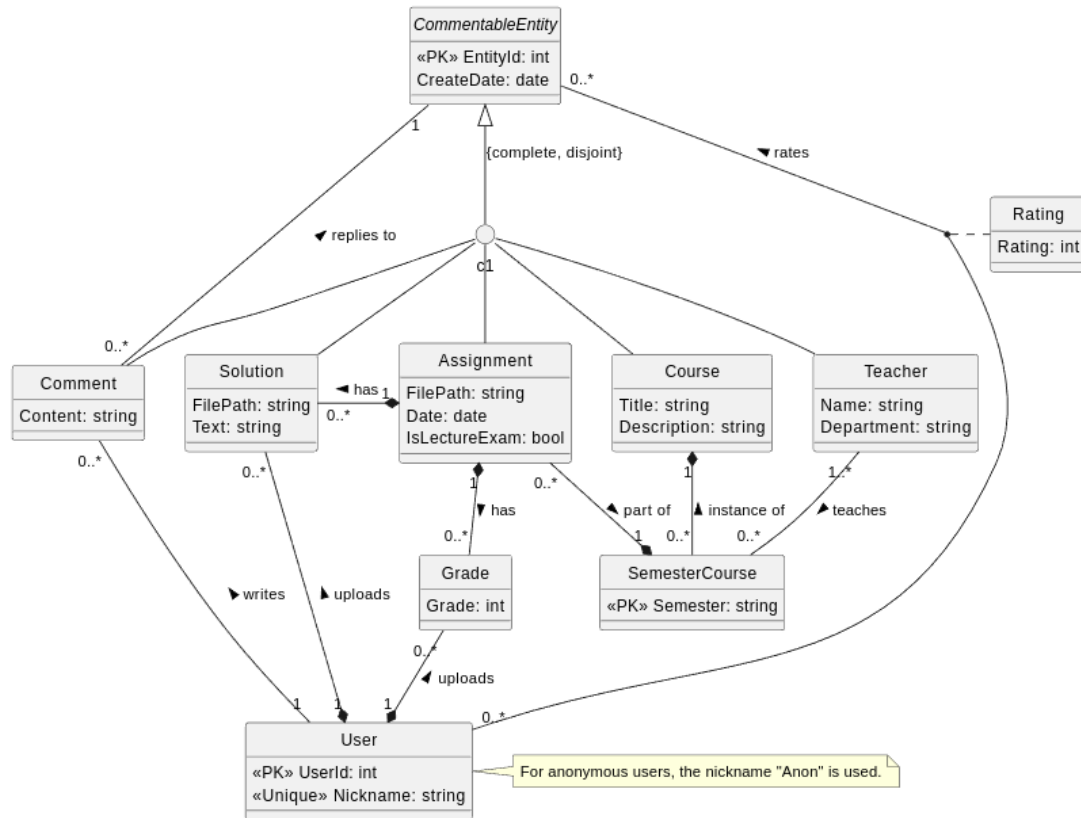 CommentableEntity
«PK» EntityId: int
CreateDate: date
0..*
1
{complete, disjoint}
rates
Rating
Rating: int
replies to
c1
0..*
Comment
Content: string
Solution
FilePath: string
Text: string
has
1
0..*
Assignment
FilePath: string
Date: date
IsLectureExam: bool
Course
Title: string
Description: string
Teacher
Name: string
Department: string
0..*
0..*
1
0..*
1
1..*
has
part of
instance of
teaches
0..*
1
0..*
0..*
Grade
Grade: int
SemesterCourse
«PK» Semester: string
writes
uploads
0..*
uploads
1
1
1
0..*
User
«PK» UserId: int
«Unique» Nickname: string
For anonymous users, the nickname "Anon" is used.